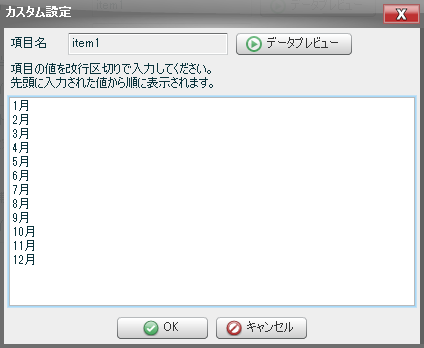 カスタム設定
項目名 item1 データプレビュー
項目の値を改行区切りで入力してください。
先頭に入力された値から順に表示されます。
1月
2月
3月
4月
5月
6月
7月
8月
9月
10月
11月
12月
OK キャンセル